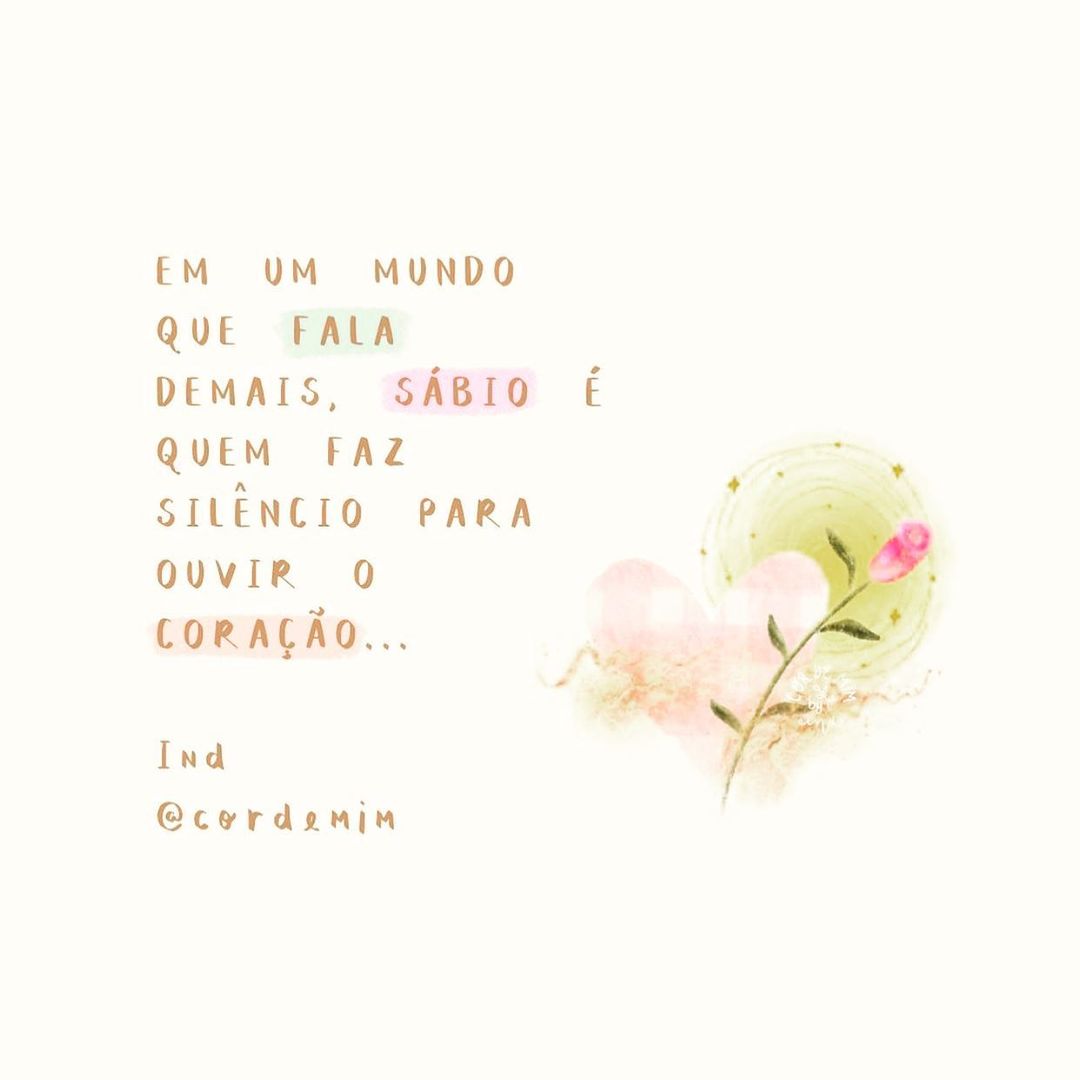 EM UM MUNDO
QUE FALA
DEMAIS, SÁBIO É
QUEM FAZ
SILÊNCIO PARA
OUVIR O
CORAÇÃO...
Ind
@cordemim